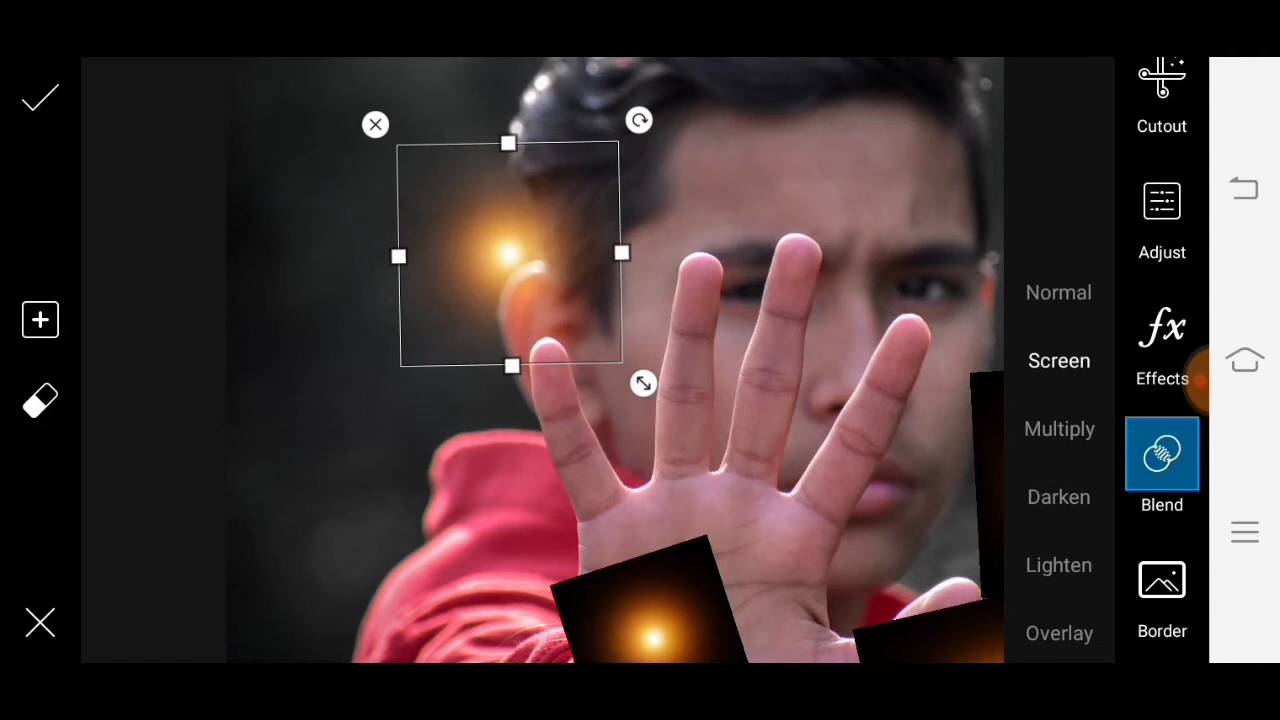 Normal
Screen
Multiply
Darken
Lighten
Overlay
Cutout
Adjust
fx
Effects
Blend
Border